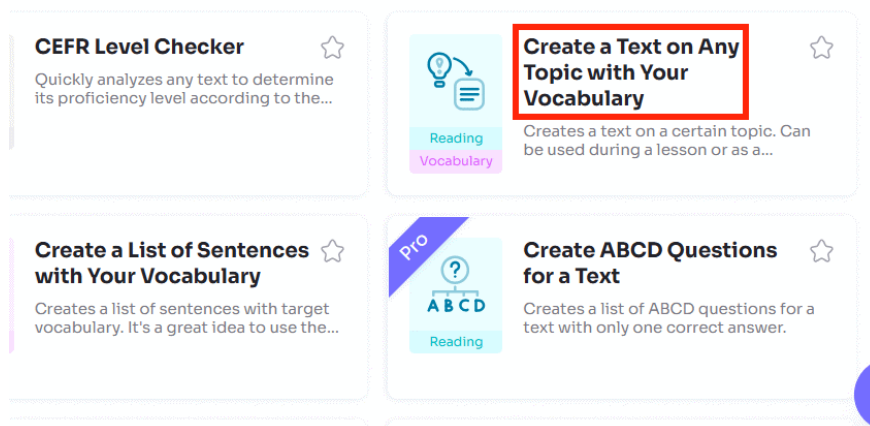 CEFR Level Checker
Quickly analyzes any text to determine
its proficiency level according to the...
Create a Text on Any
Topic with Your
Vocabulary
Creates a text on a certain topic. Can
be used during a lesson or as a...
Reading
Vocabulary
Create a List of Sentences
with Your Vocabulary
Creates a list of sentences with target
vocabulary. It's a great idea to use the...
Pro
?
A B C D
Reading
Create ABCD Questions
for a Text
Creates a list of ABCD questions for a
text with only one correct answer.